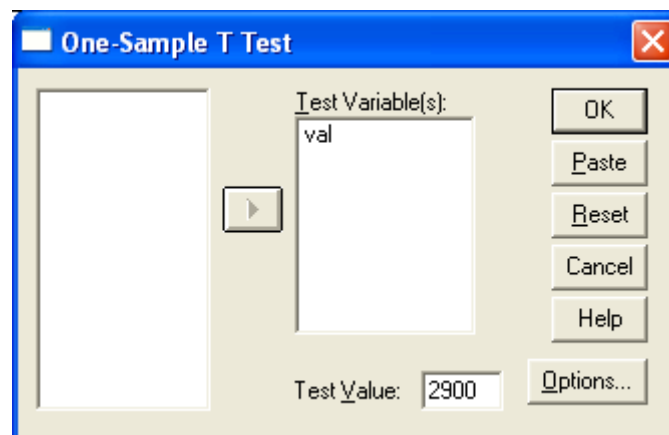 One-Sample T Test
Test Variable(s):
val
OK
Paste
Reset
Cancel
Help
Test Value: 2900
Options...